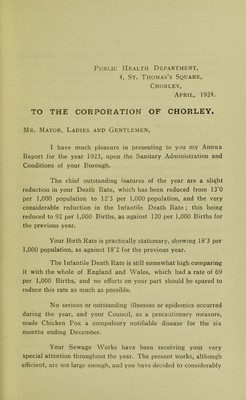 Public Health Department,
4, St. Thomas's Square,
Chorley,
April, 1924.
TO THE CORPORATION OF CHORLEY.
Mr. Mayor, Ladies and Gentlemen,
I have much pleasure in presenting to you my Annua
Report for the year 1923, upon the Sanitary Administration and
Conditions of your Borough.
The chief outstanding features of the year are a slight
reduction in your Death Rate, which has been reduced from 13'0
per 1,000 population to 12'3 per 1,000 population, and the very
considerable reduction in the Infantile Death Rate; this being
reduced to 92 per 1,000 Births, as against 120 per 1,000 Births for
the previous year.
Your Birth Rate is practically stationary, showing 18'3 per
1,000 population, as against 18'2 for the previous year.
The Infantile Death Rate is still somewhat high comparing
it with the whole of England and Wales, which had a rate of 69
per 1,000 Births, and no efforts on your part should be spared to
reduce this rate as much as possible.
No serious or outstanding illnesses or epidemics occurred
during the year, and your Council, as a precautionary measure,
made Chicken Pox a compulsory notifiable disease for the six
months ending December.
Your Sewage Works have been receiving your very
special attention throughout the year. The present works, although
efficient, are not large enough, and you have decided to considerably